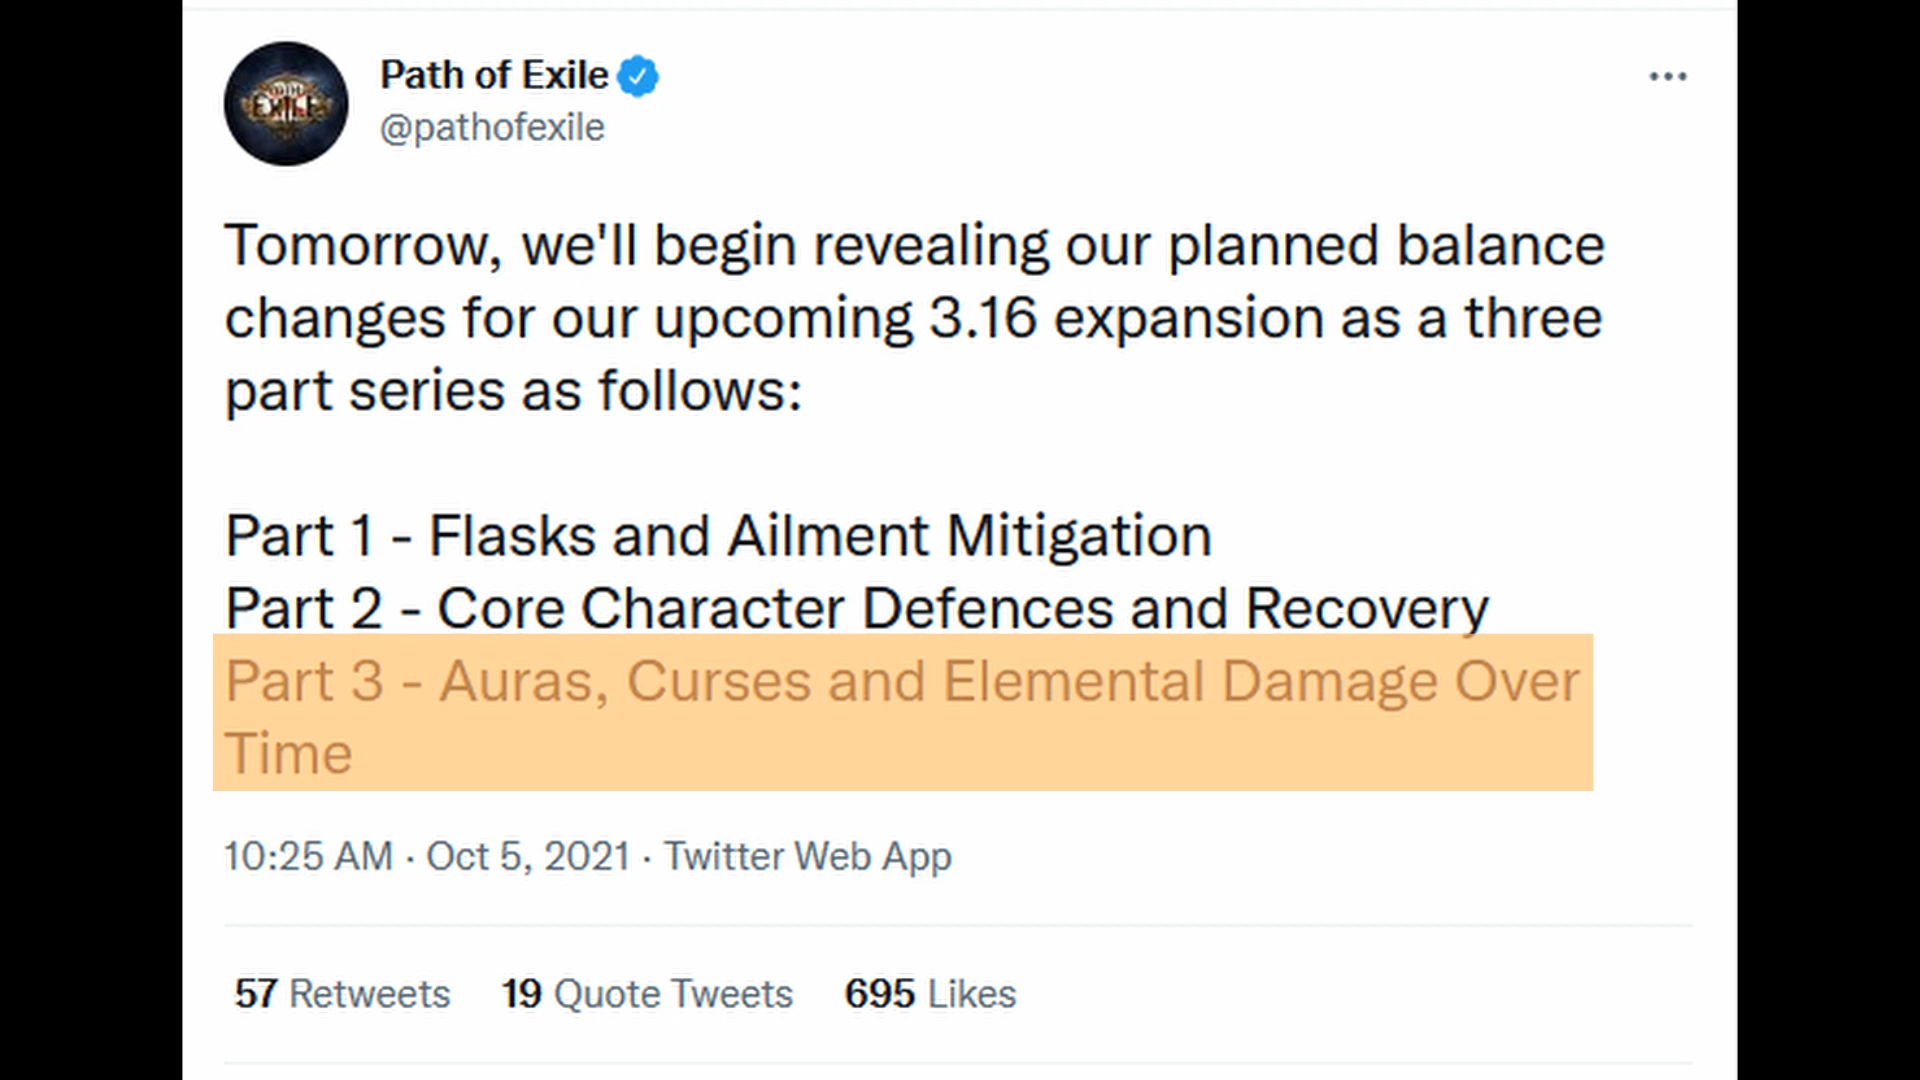 Path of Exile
@pathofexile
Tomorrow, we'll begin revealing our planned balance
changes for our upcoming 3.16 expansion as a three
part series as follows:
Part 1 - Flasks and Ailment Mitigation
Part 2 - Core Character Defences and Recovery
Part 3 - Auras, Curses and Elemental Damage Over
Time
10:25 AM · Oct 5, 2021 · Twitter Web App
57 Retweets 19 Quote Tweets 695 Likes